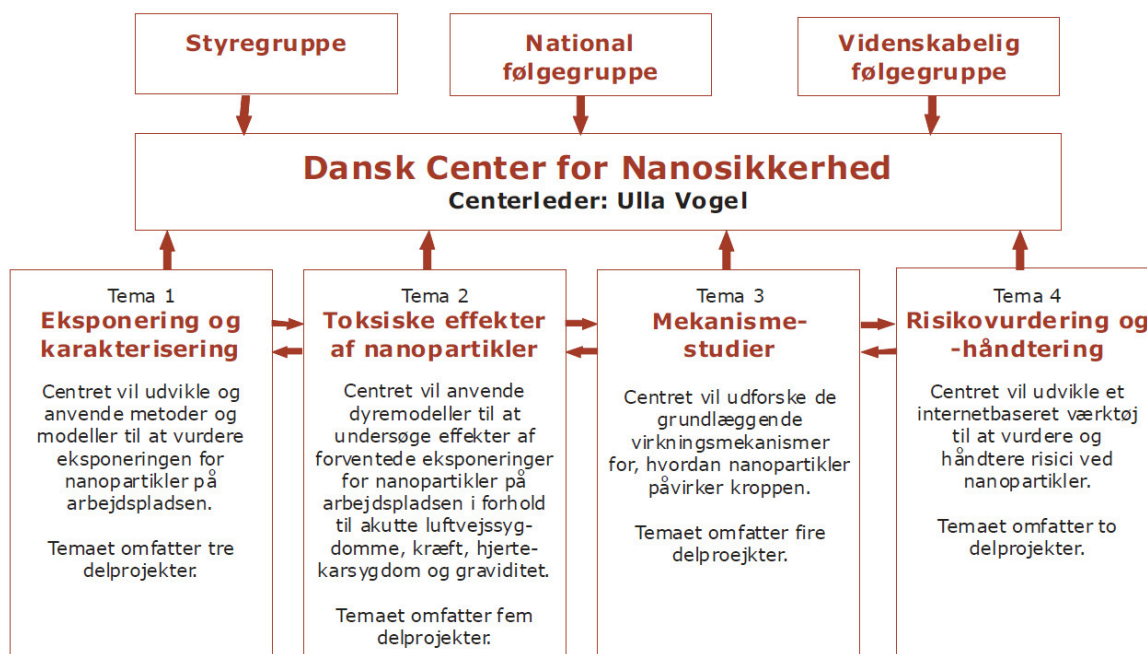 Styregruppe
National
følgegruppe
Videnskabelig
følgegruppe
Dansk Center for Nanosikkerhed
Centerleder: Ulla Vogel
Tema 1
Eksponering og
karakterisering
Centret vil udvikle og
anvende metoder og
modeller til at vurdere
eksponeringen for
nanopartikler på
arbejdspladsen.
Temaet omfatter tre
delprojekter.
Tema 2
Toksiske effekter
af nanopartikler
Centret vil anvende
dyremodeller til at
undersøge effekter af
forventede eksponeringer
for nanopartikler på
arbejdspladsen i forhold
til akutte luftvejssyg-
domme, kræft, hjerte-
karsygdom og graviditet.
Temaet omfatter fem
delprojekter.
Tema 3
Mekanisme-
studier
Centret vil udforske de
grundlæggende
virkningsmekanismer
for, hvordan nanopartikler
påvirker kroppen.
Temaet omfatter fire
delproejkter.
Tema 4
Risikovurdering og
-håndtering
Centret vil udvikle et
internetbaseret værktøj
til at vurdere og
håndtere risici ved
nanopartikler.
Temaet omfatter to
delprojekter.